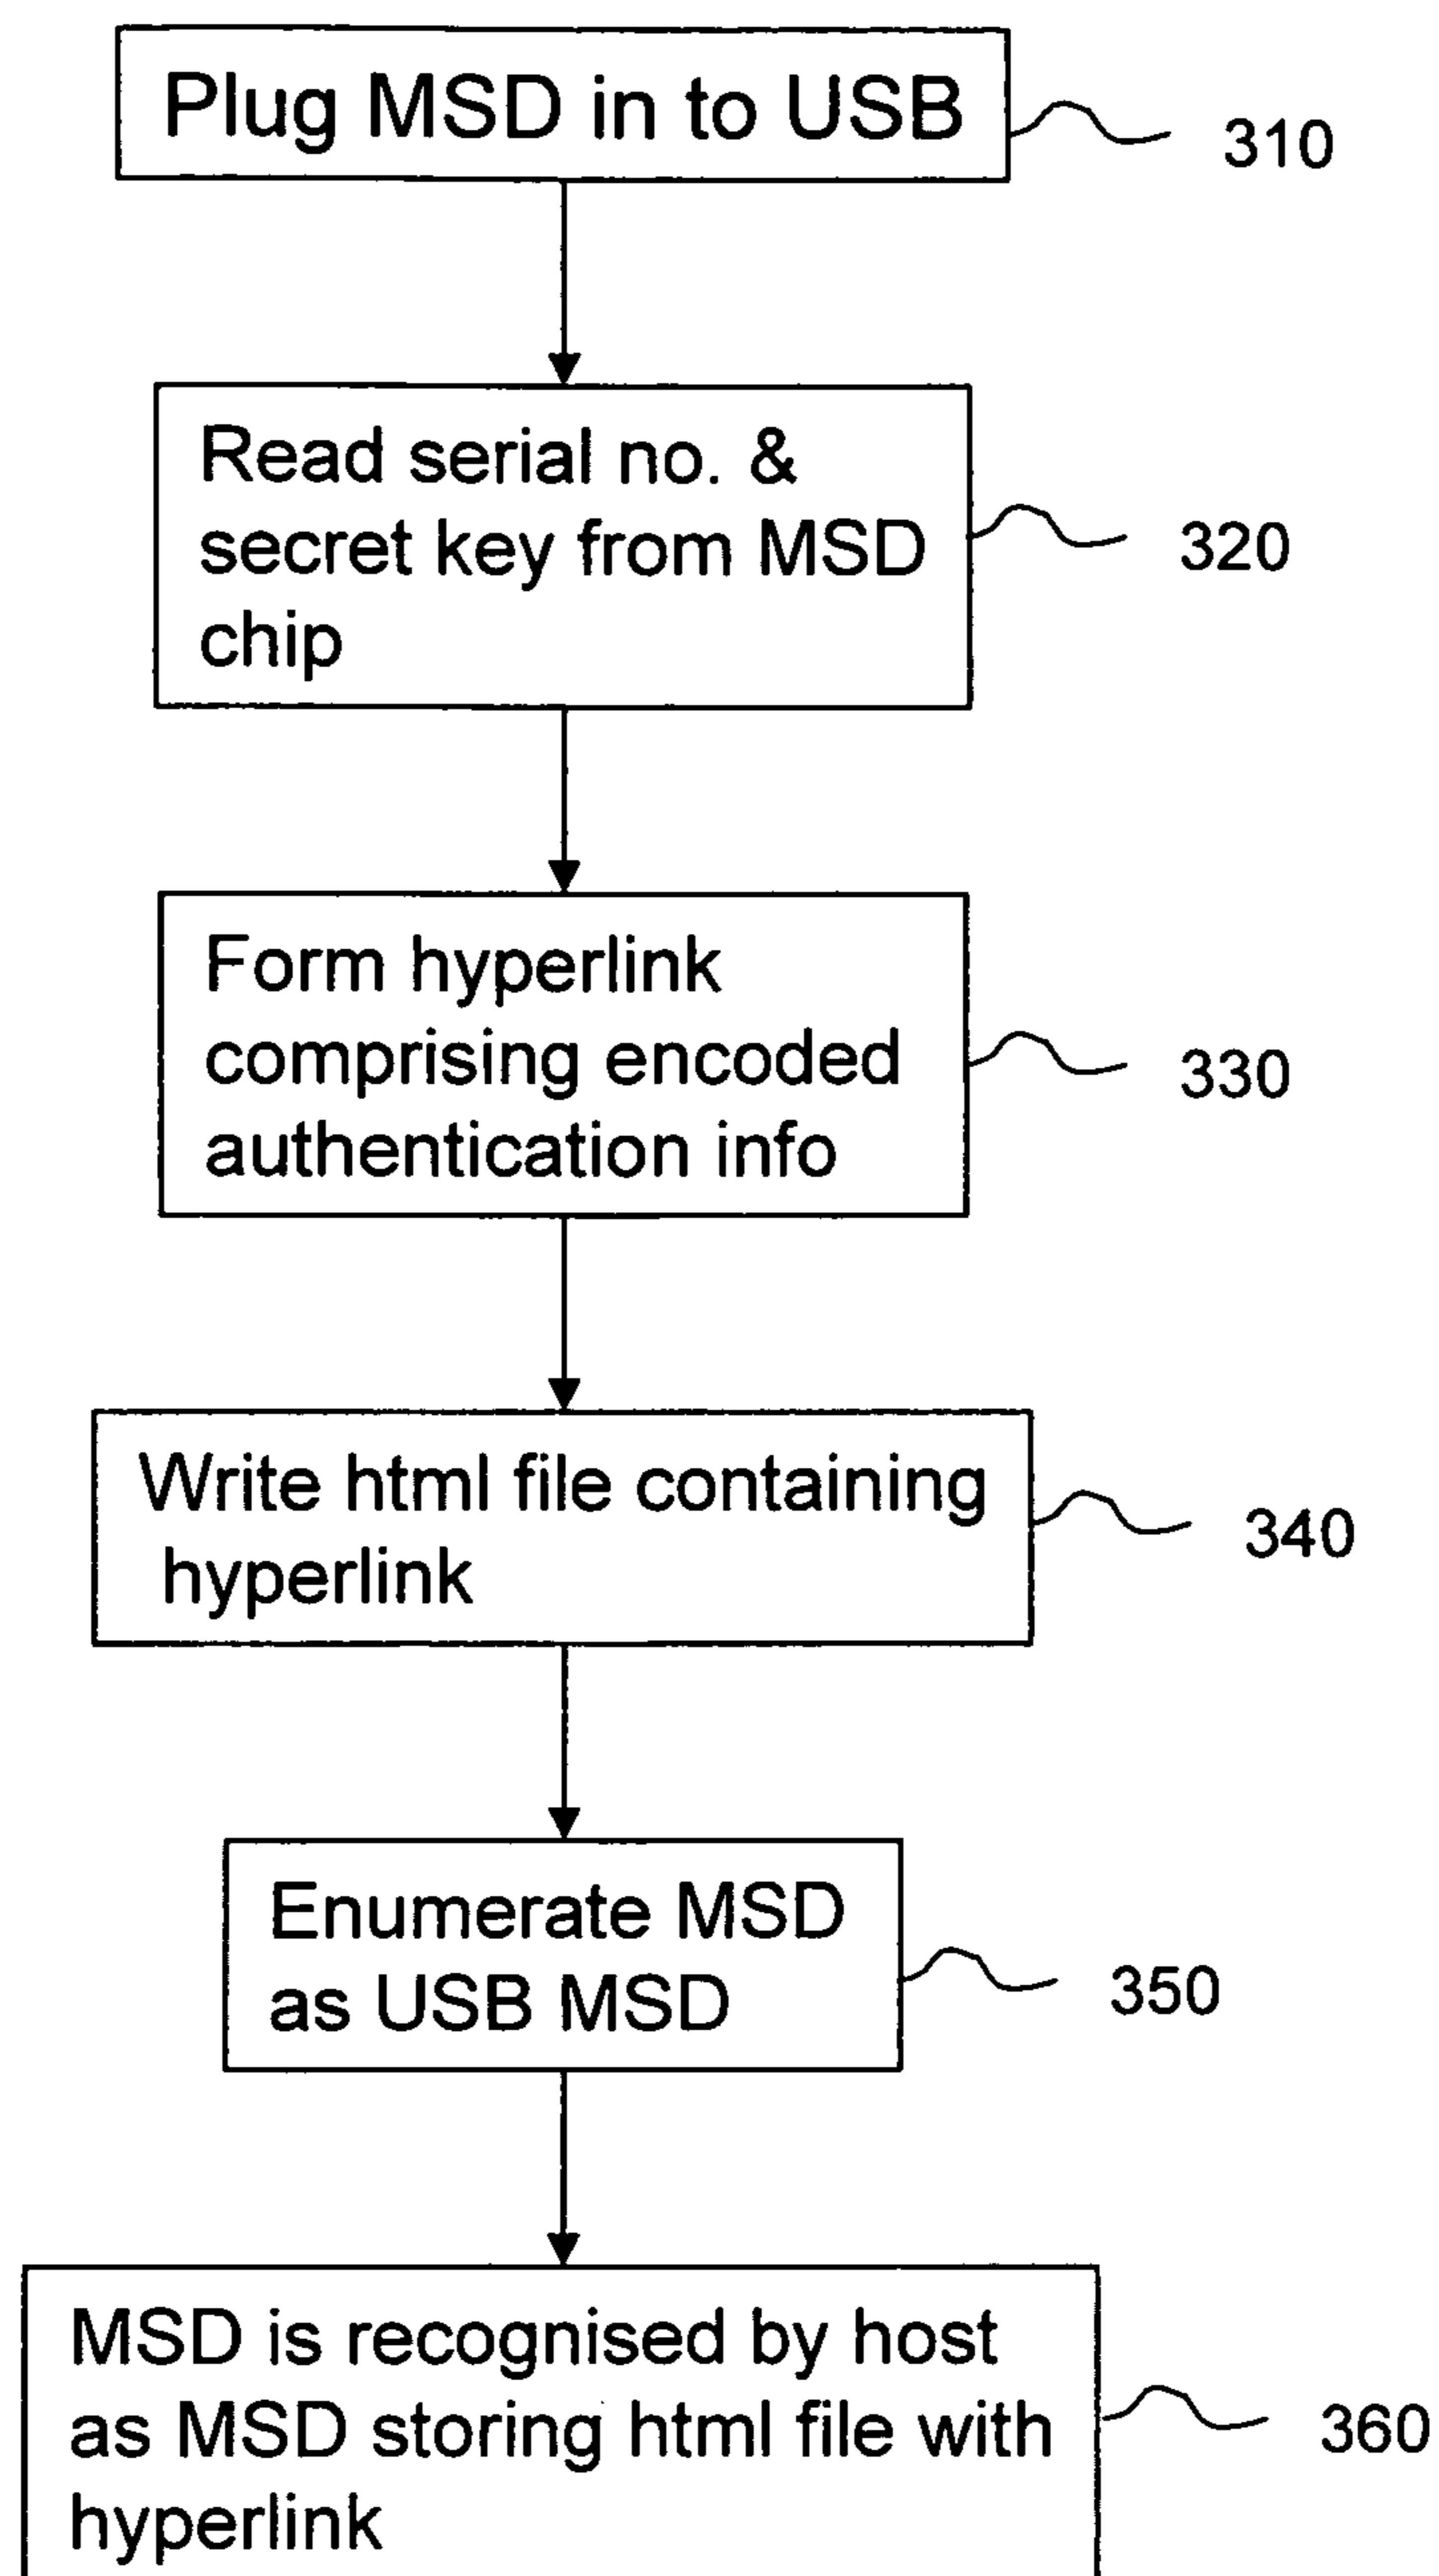 Plug MSD in to USB
310
Read serial no. &
secret key from MSD
chip
320
Form hyperlink
comprising encoded
authentication info
330
Write html file containing
hyperlink
340
Enumerate MSD
as USB MSD
350
MSD is recognised by host
as MSD storing html file with
hyperlink
360